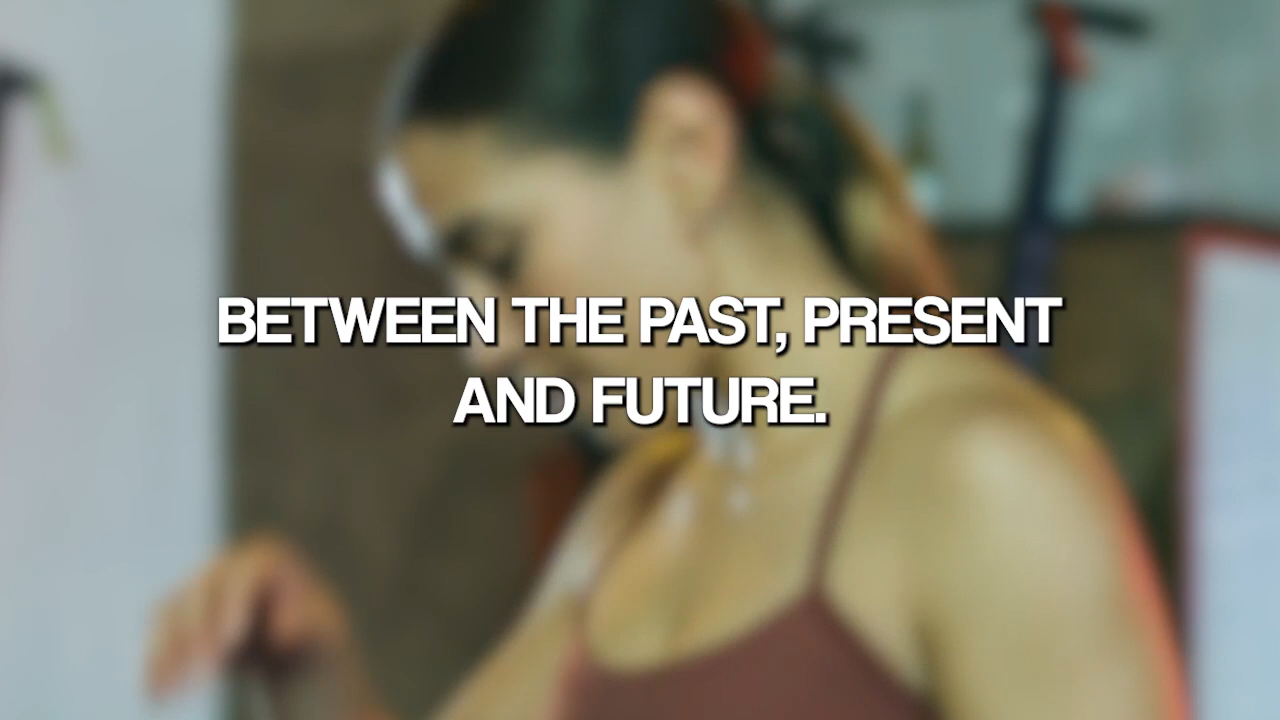 BETWEEN THE PAST, PRESENT
AND FUTURE.